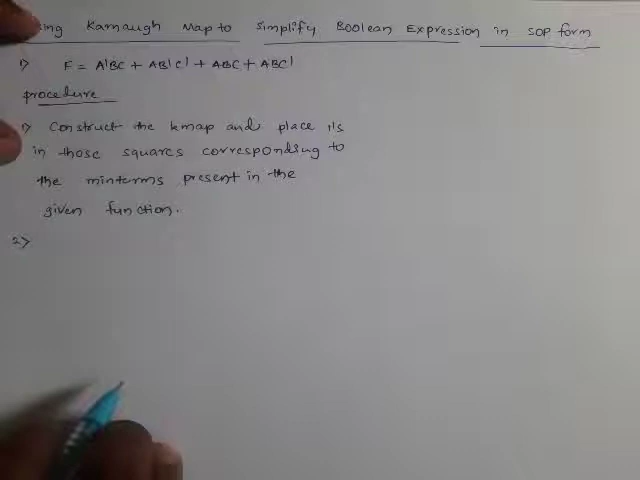 ing Karnaugh Map to Simplify Boolean Expression in SOP form
1) F = A'BC + AB'C' + ABC + ABC'
procedure
1) Construct the kmap and place 1's
in those squares corresponding to
the minterms present in the
given function.
2)